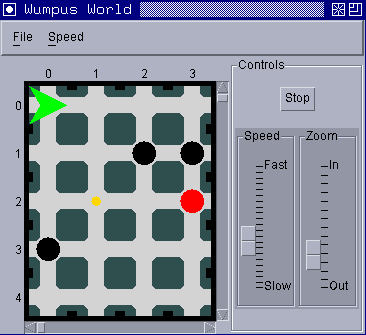 Wumpus World
File Speed
0 1 2 3
0
1
2
3
4
Controls
Stop
Speed Zoom
Fast In
Slow Out